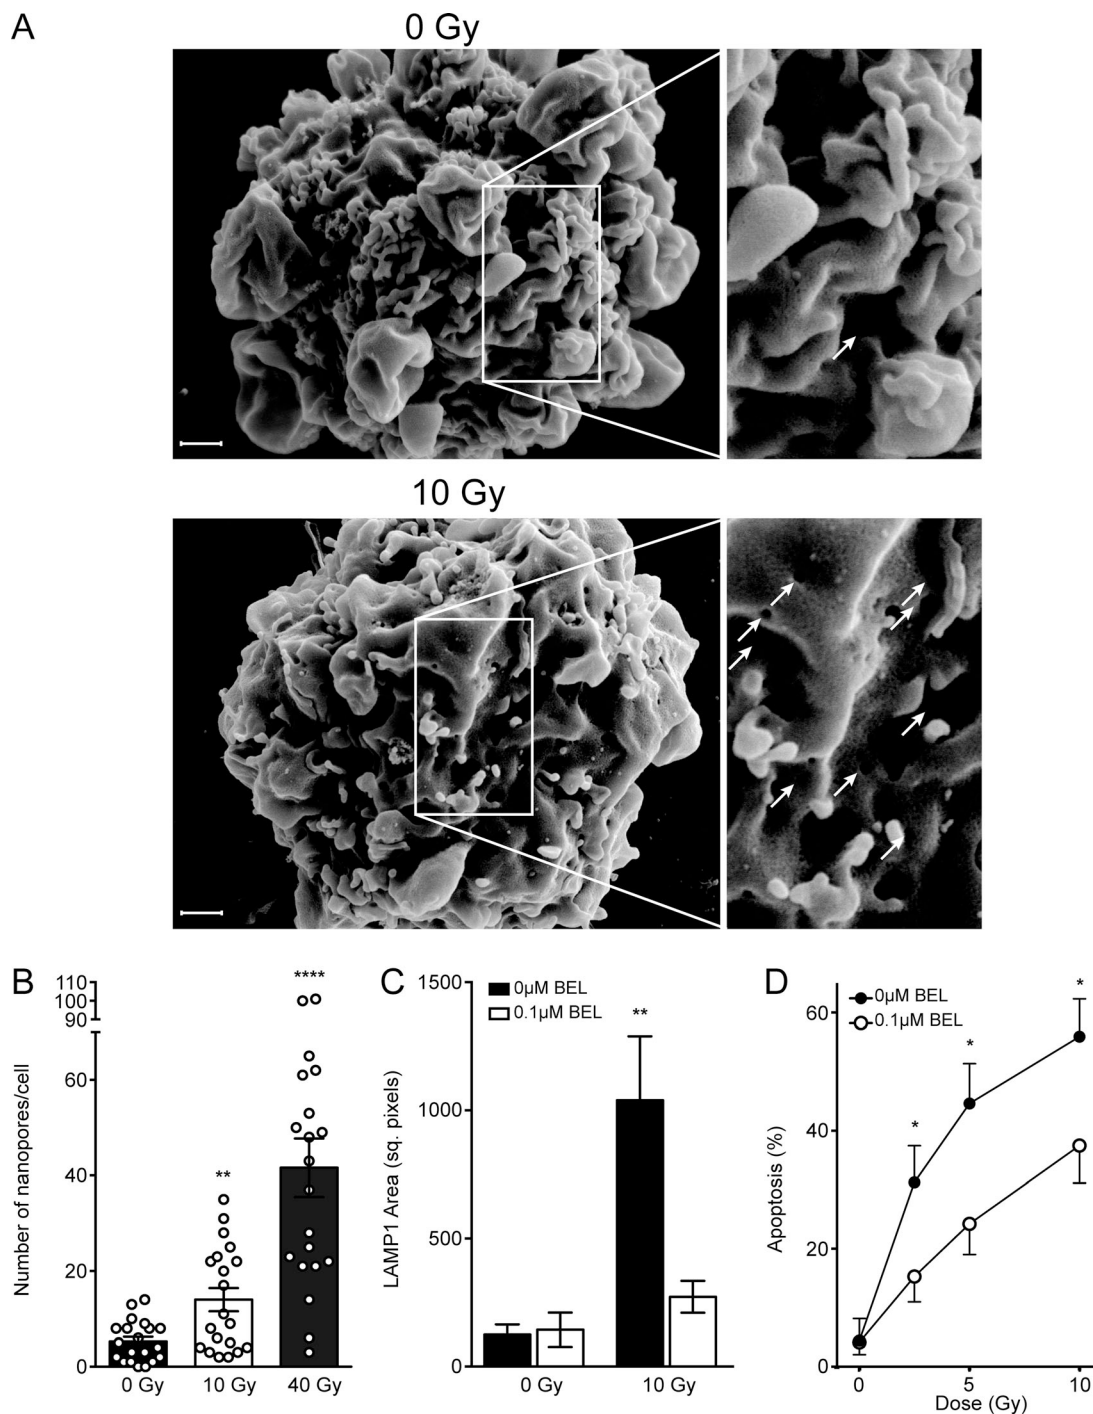 A
0 Gy
10 Gy
B
110
100
90
60
40
20
0
Number of nanopores/cell
**
****
0 Gy
10 Gy
40 Gy
C
1500
1000
500
0
LAMP1 Area (sq. pixels)
0µM BEL
0.1µM BEL
**
0 Gy
10 Gy
D
60
40
20
0
Apoptosis (%)
0µM BEL
0.1µM BEL
*
*
*
0
5
10
Dose (Gy)